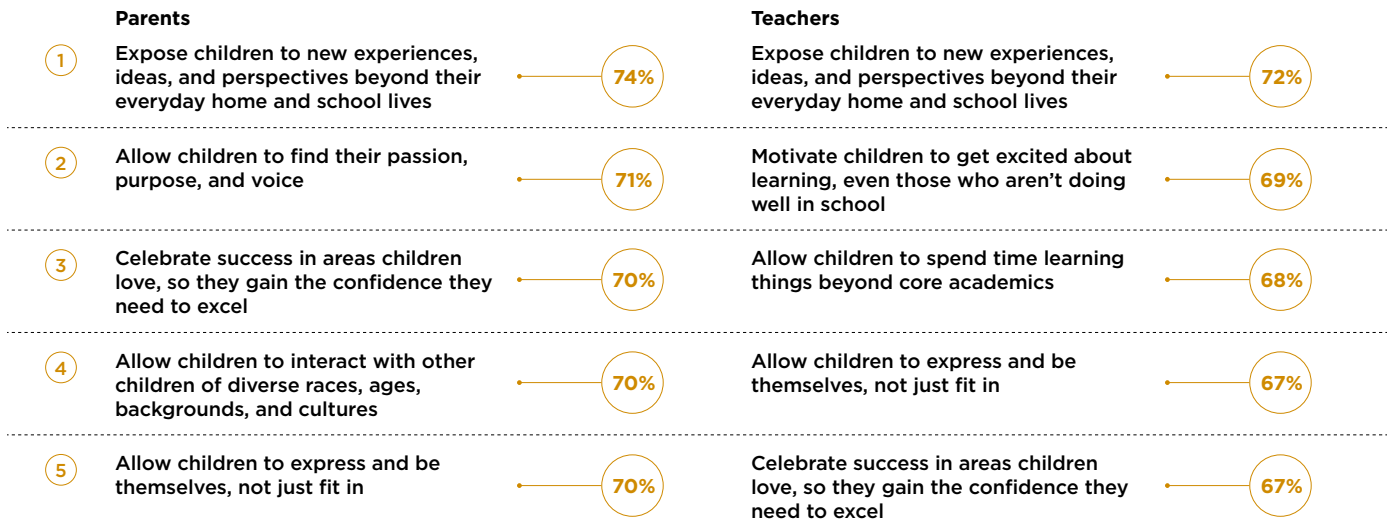 Parents
Teachers
1
Expose children to new experiences,
ideas, and perspectives beyond their
everyday home and school lives
74%
Expose children to new experiences,
ideas, and perspectives beyond their
everyday home and school lives
72%
2
Allow children to find their passion,
purpose, and voice
71%
Motivate children to get excited about
learning, even those who aren’t doing
well in school
69%
3
Celebrate success in areas children
love, so they gain the confidence they
need to excel
70%
Allow children to spend time learning
things beyond core academics
68%
4
Allow children to interact with other
children of diverse races, ages,
backgrounds, and cultures
70%
Allow children to express and be
themselves, not just fit in
67%
5
Allow children to express and be
themselves, not just fit in
70%
Celebrate success in areas children
love, so they gain the confidence they
need to excel
67%